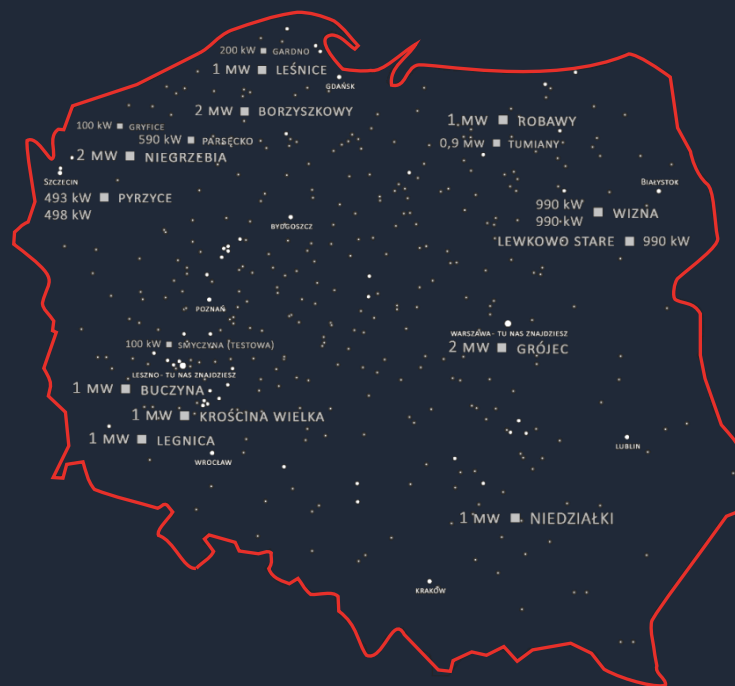 200 kW GARDNO
1 MW LEŚNICE
GDAŃSK
2 MW BORZYSZKOWY
100 kW GRYFICE
1 MW ROBAWY
590 kW PARSĘCKO
0,9 MW TUMIANY
2 MW NIEGRZEBIA
SZCZECIN
BIAŁYSTOK
493 kW PYRZYCE
498 kW
990 kW
990 kW WIZNA
BYDGOSZCZ
LEWKOWO STARE 990 kW
POZNAŃ
WARSZAWA - TU NAS ZNAJDZIESZ
100 kW SMYCZYNA (TESTOWA)
2 MW GRÓJEC
LESZNO - TU NAS ZNAJDZIESZ
1 MW BUCZYNA
1 MW KROŚCINA WIELKA
1 MW LEGNICA
LUBLIN
WROCŁAW
1 MW NIEDZIAŁKI
KRAKÓW